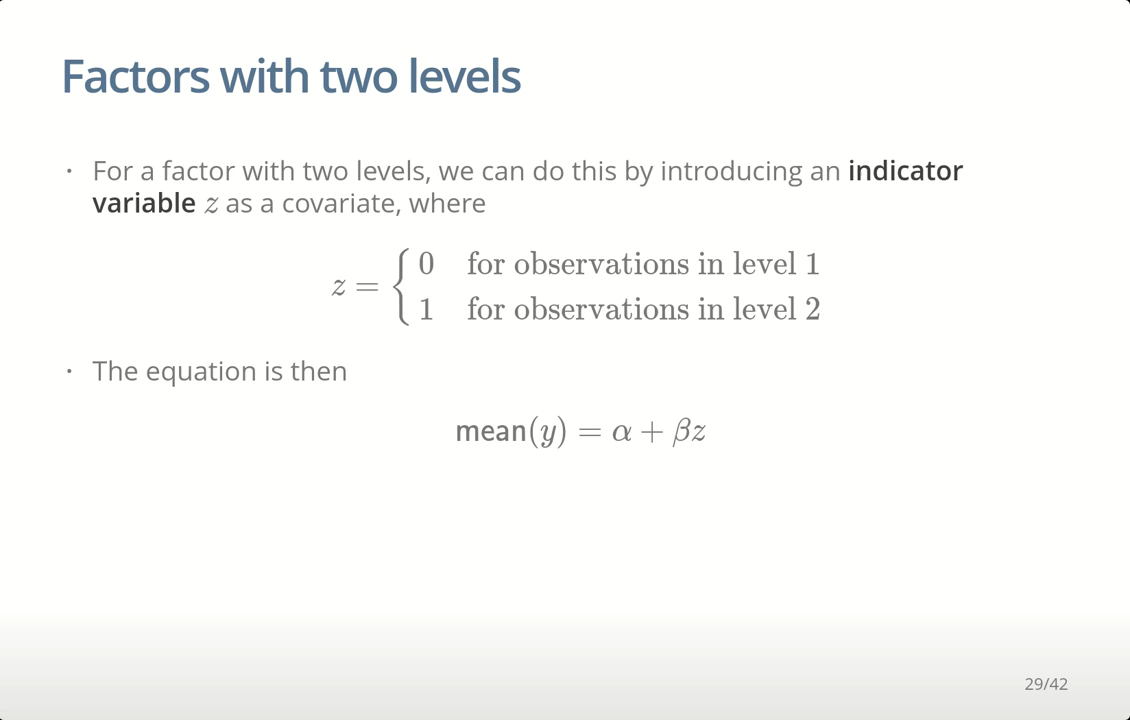 Factors with two levels
· For a factor with two levels, we can do this by introducing an indicator
variable z as a covariate, where
z = { 0 for observations in level 1
1 for observations in level 2
· The equation is then
mean(y) = α + βz
29/42